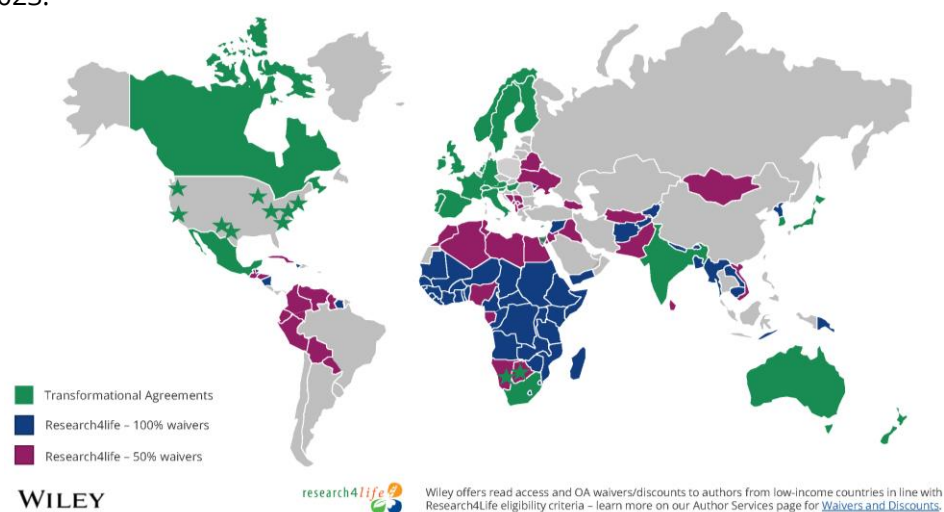 Transformational Agreements
Research4life – 100% waivers
Research4life – 50% waivers
WILEY
research4life
Wiley offers read access and OA waivers/discounts to authors from low-income countries in line with
Research4Life eligibility criteria – learn more on our Author Services page for Waivers and Discounts.